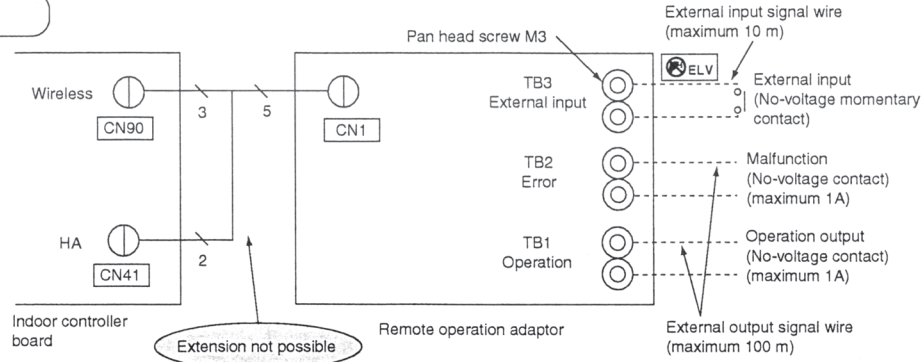 External input signal wire
(maximum 10 m)
Pan head screw M3
ELV
Wireless
3
5
CN90
CN1
TB3
External input
External input
(No-voltage momentary
contact)
TB2
Error
Malfunction
(No-voltage contact)
(maximum 1A)
HA
2
CN41
TB1
Operation
Operation output
(No-voltage contact)
(maximum 1A)
Indoor controller
board
Extension not possible
Remote operation adaptor
External output signal wire
(maximum 100 m)